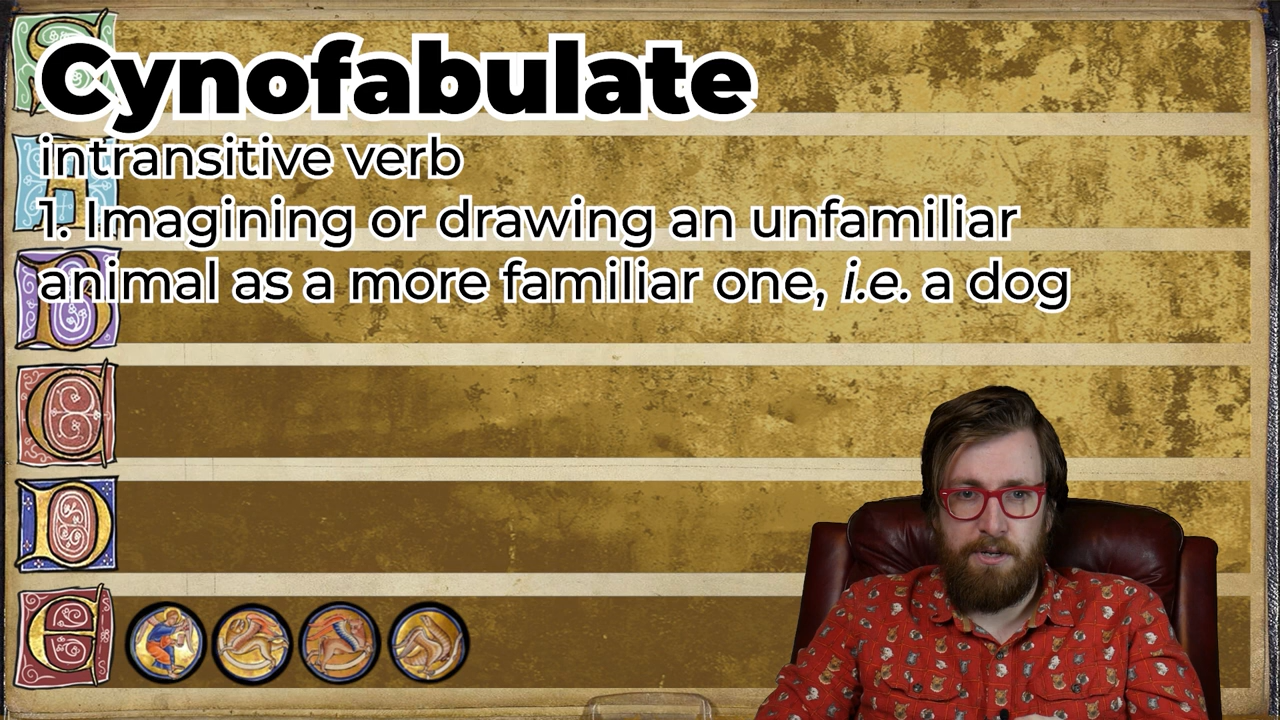 Cynofabulate
intransitive verb
1. Imagining or drawing an unfamiliar
animal as a more familiar one, i.e. a dog
S
A
B
C
D
E